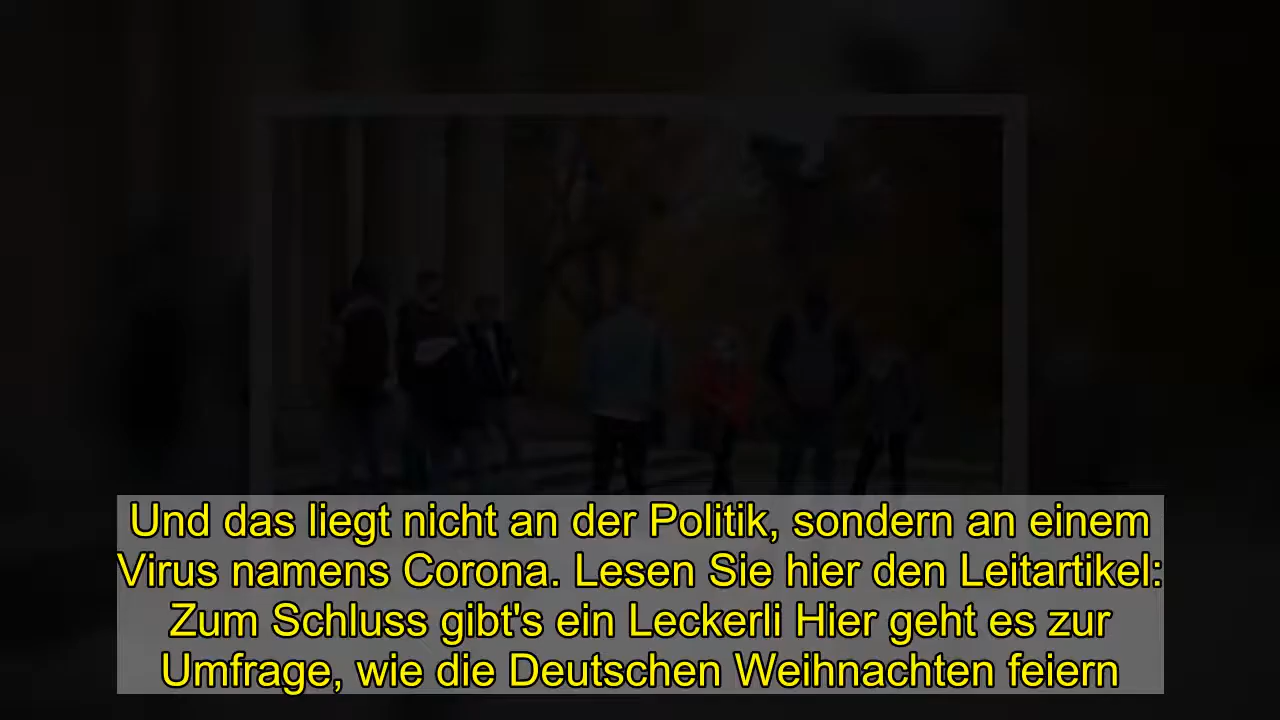 Und das liegt nicht an der Politik, sondern an einem
Virus namens Corona. Lesen Sie hier den Leitartikel:
Zum Schluss gibt's ein Leckerli Hier geht es zur
Umfrage, wie die Deutschen Weihnachten feiern